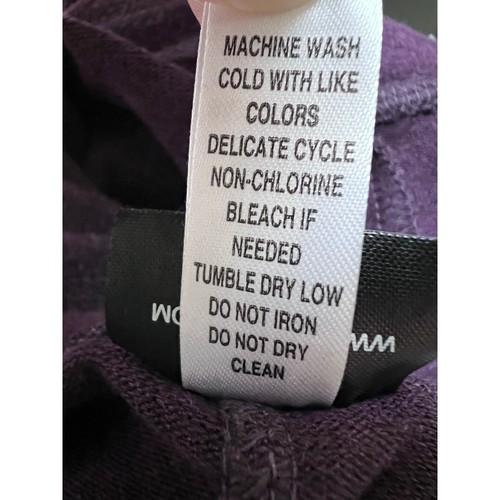 MACHINE WASH
COLD WITH LIKE
COLORS
DELICATE CYCLE
NON-CHLORINE
BLEACH IF
NEEDED
TUMBLE DRY LOW
DO NOT IRON
DO NOT DRY
CLEAN